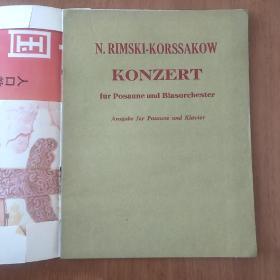 N. RIMSKI-KORSSAKOW
KONZERT
für Posaune und Blasorchester
Ausgabe für Posaune und Klavier